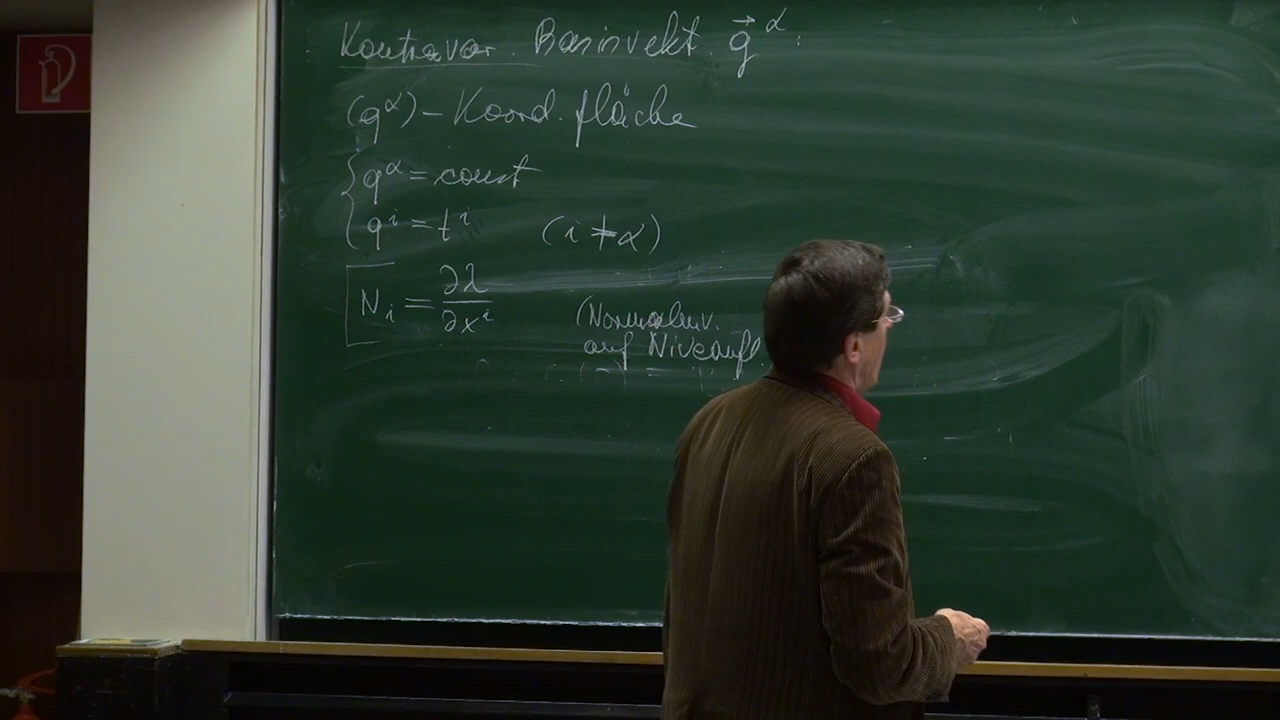 Kontravar. Basisvekt. g⃗^α:
(q^α) – Koord. fläche
{ q^α = const
q^i = t^i (i ≠ α)
N_i = ∂λ/∂x^i (Normalenv.
auf Niveaufl.